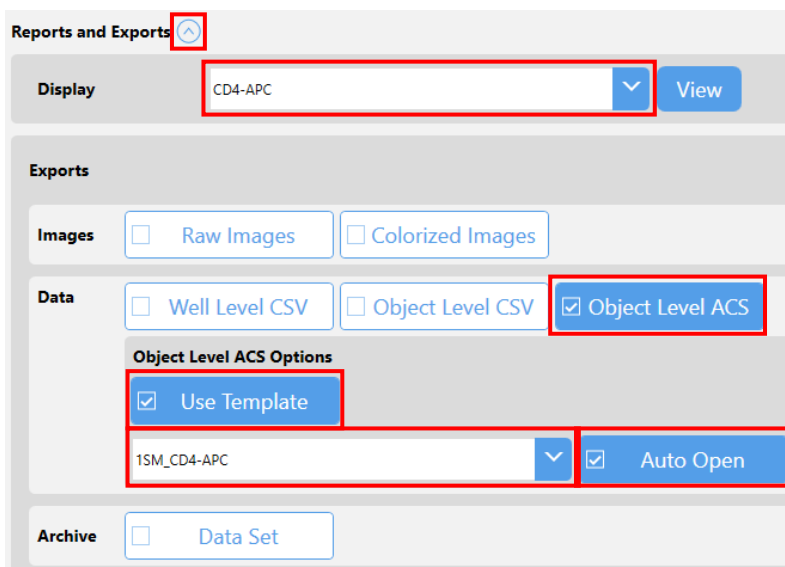 Reports and Exports
Display CD4-APC View
Exports
Images Raw Images Colorized Images
Data Well Level CSV Object Level CSV Object Level ACS
Object Level ACS Options
Use Template
1SM_CD4-APC Auto Open
Archive Data Set